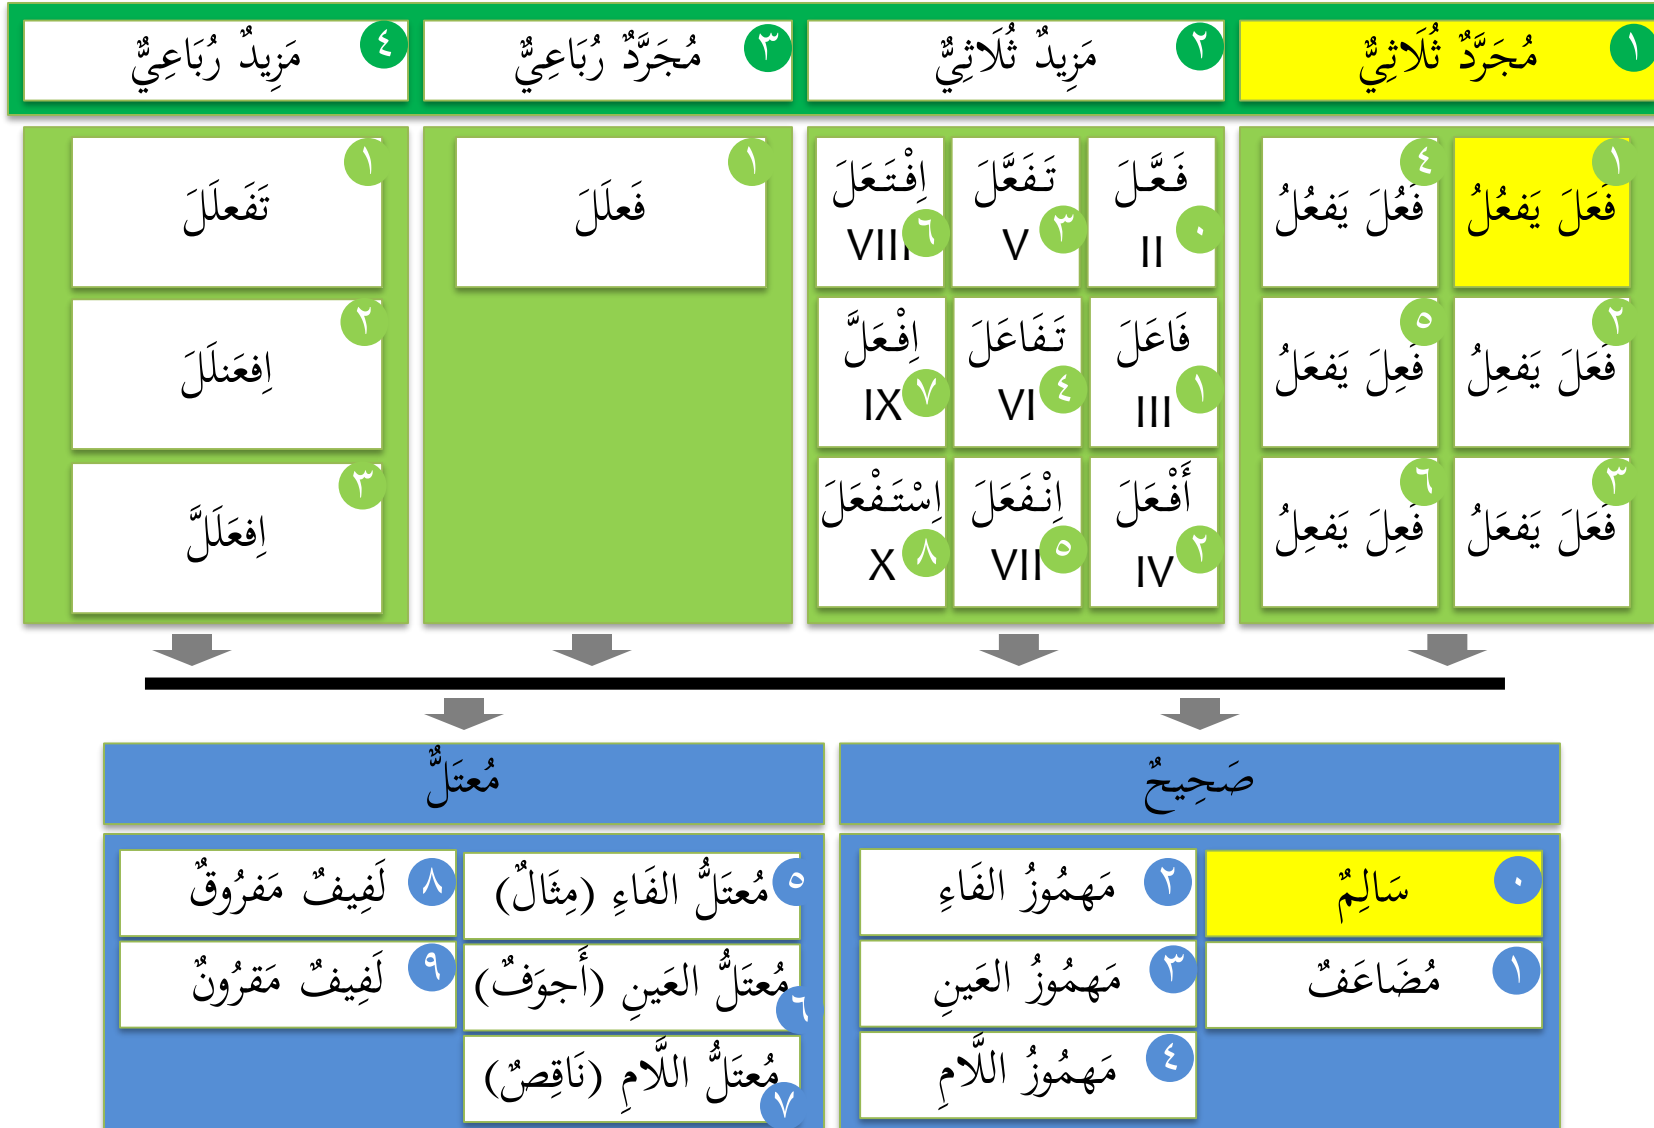 ١ مُجَرَّدٌ ثُلَاثِيٌّ
٢ مَزِيدٌ ثُلَاثِيٌّ
٣ مُجَرَّدٌ رُبَاعِيٌّ
٤ مَزِيدٌ رُبَاعِيٌّ
١ فَعَلَ يَفعُلُ
٤ فَعُلَ يَفعُلُ
٢ فَعَلَ يَفعِلُ
٥ فَعِلَ يَفعَلُ
٣ فَعَلَ يَفعَلُ
٦ فَعِلَ يَفعِلُ
فَعَّلَ
II ٠
تَفَعَّلَ
V ٣
اِفْتَعَلَ
VIII ٦
فَاعَلَ
III ١
تَفَاعَلَ
VI ٤
اِفْعَلَّ
IX ٧
أَفْعَلَ
IV ٢
اِنْفَعَلَ
VII ٥
اِسْتَفْعَلَ
X ٨
١ فَعلَلَ
١ تَفَعلَلَ
٢ اِفعَنلَلَ
٣ اِفعَلَلَّ
صَحِيحٌ
٠ سَالِمٌ
١ مُضَاعَفٌ
٢ مَهمُوزُ الفَاءِ
٣ مَهمُوزُ العَينِ
٤ مَهمُوزُ اللَّامِ
مُعتَلٌّ
٥ مُعتَلُّ الفَاءِ (مِثَالٌ)
٦ مُعتَلُّ العَينِ (أَجوَفٌ)
٧ مُعتَلُّ اللَّامِ (نَاقِصٌ)
٨ لَفِيفٌ مَفرُوقٌ
٩ لَفِيفٌ مَقرُونٌ